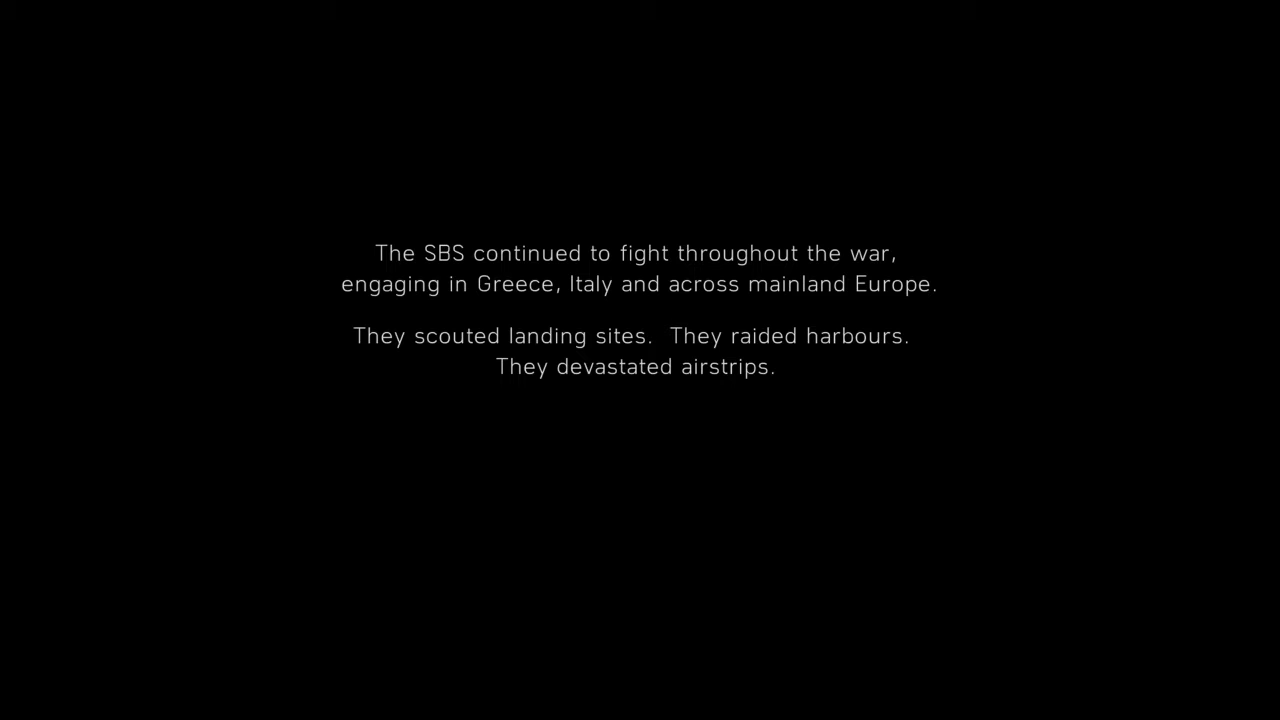 The SBS continued to fight throughout the war,
engaging in Greece, Italy and across mainland Europe.
They scouted landing sites.  They raided harbours.
They devastated airstrips.